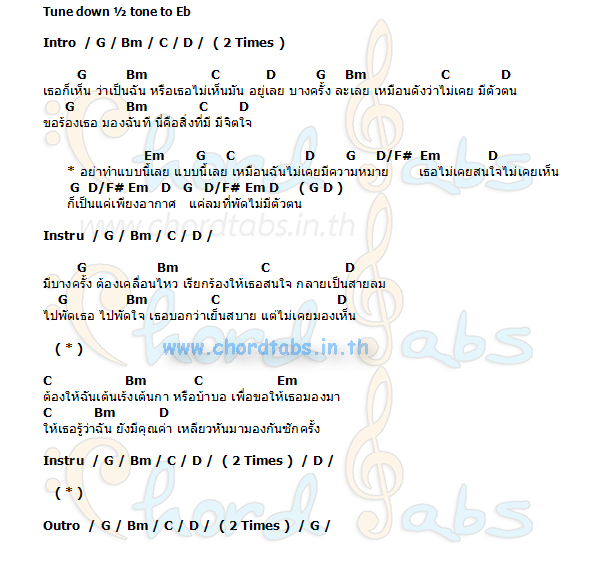 Tune down ½ tone to Eb
Intro / G / Bm / C / D / ( 2 Times )
G Bm C D G Bm C D
เธอก็เห็น ว่าเป็นฉัน หรือเธอไม่เห็นมัน อยู่เลย บางครั้ง ละเลย เหมือนดังว่าไม่เคย มีตัวตน
G Bm C D
ขอร้องเธอ มองฉันที นี่คือสิ่งที่มี มีจิตใจ
Em G C D G D/F# Em D
* อย่าทำแบบนี้เลย แบบนี้เลย เหมือนฉันไม่เคยมีความหมาย เธอไม่เคยสนใจไม่เคยเห็น
G D/F# Em D G D/F# Em D ( G D )
ก็เป็นแค่เพียงอากาศ แค่ลมที่พัดไม่มีตัวตน
www.chordtabs.in.th
Instru / G / Bm / C / D /
G Bm C D
มีบางครั้ง ต้องเคลื่อนไหว เรียกร้องให้เธอสนใจ กลายเป็นสายลม
G Bm C D
ไปพัดเธอ ไปพัดใจ เธอบอกว่าเย็นสบาย แต่ไม่เคยมองเห็น
( * )
www.chordtabs.in.th
C Bm C Em
ต้องให้ฉันเต้นเร้งเต้นกา หรือบ้าบอ เพื่อขอให้เธอมองมา
C Bm D
ให้เธอรู้ว่าฉัน ยังมีคุณค่า เหลียวหันมามองกันซักครั้ง
Instru / G / Bm / C / D / ( 2 Times ) / D /
( * )
Outro / G / Bm / C / D / ( 2 Times ) / G /